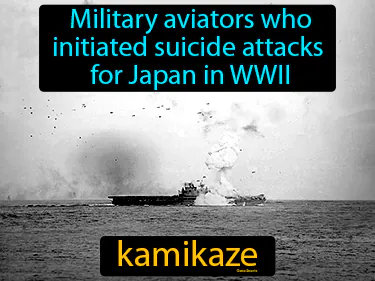 Military aviators who
initiated suicide attacks
for Japan in WWII
kamikaze